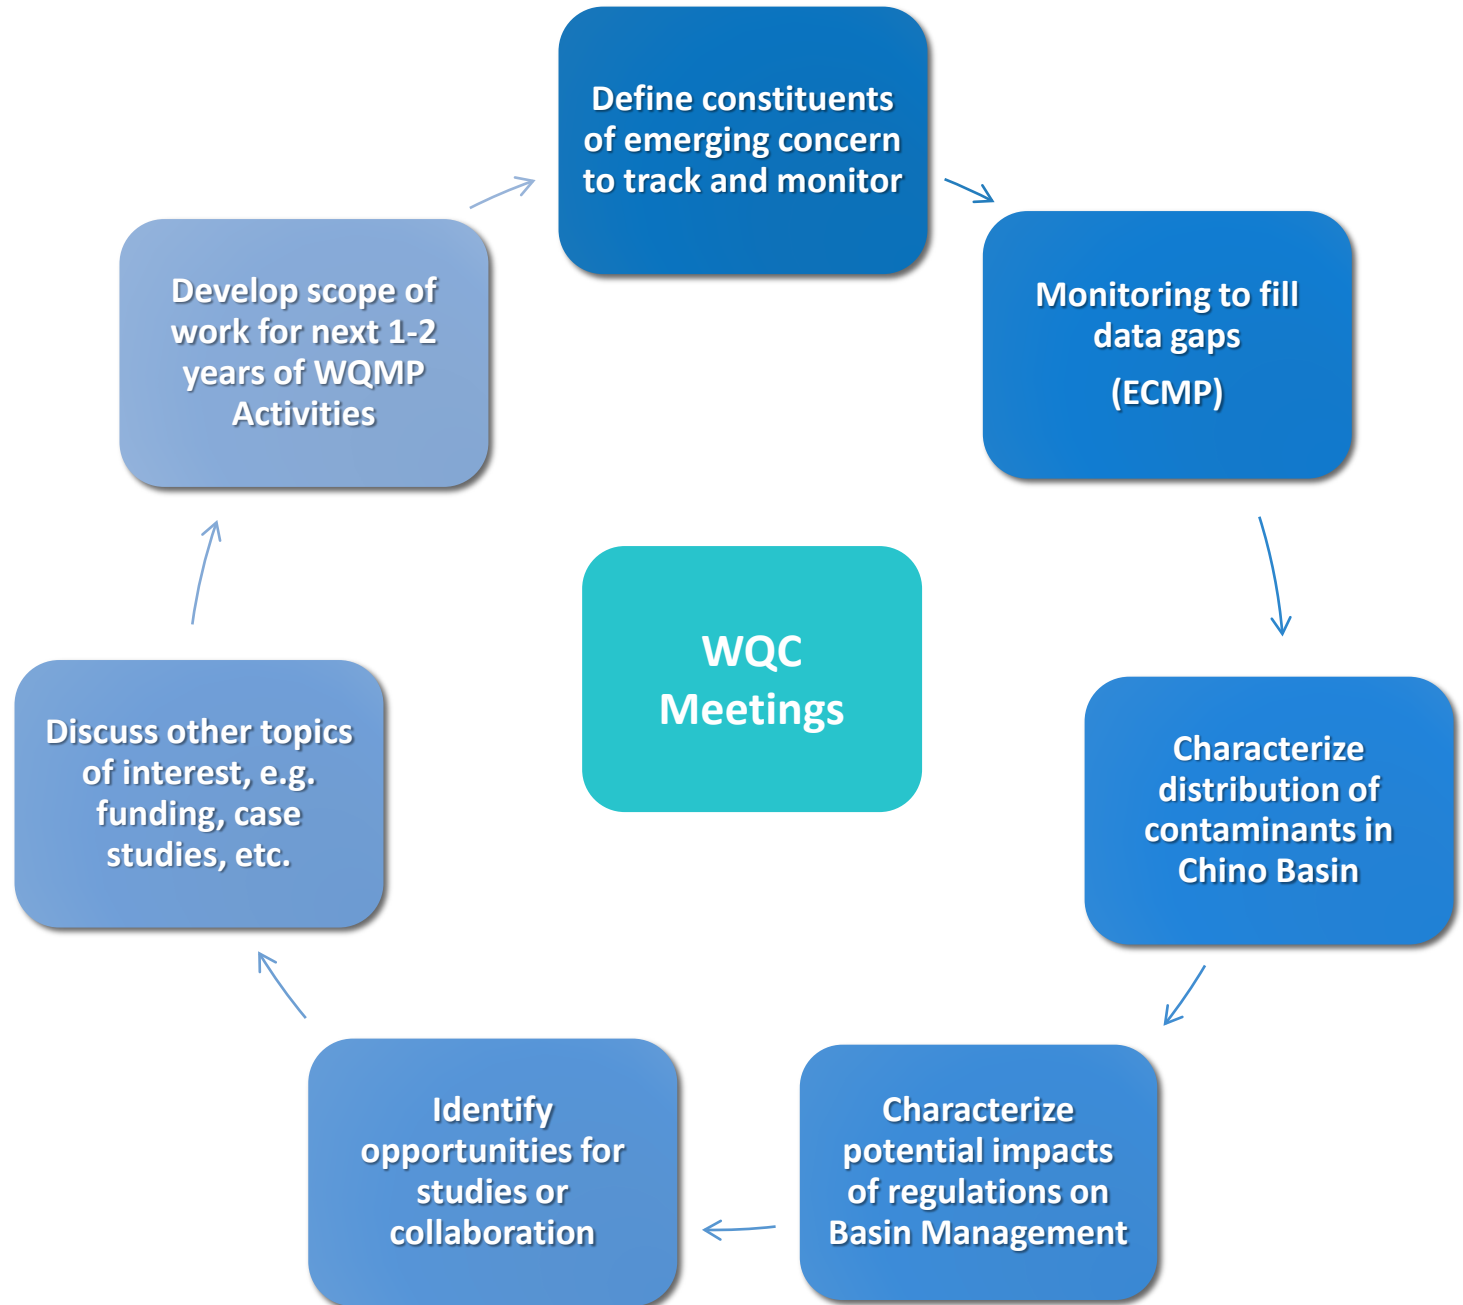 Define constituents
of emerging concern
to track and monitor
Monitoring to fill
data gaps
(ECMP)
Characterize
distribution of
contaminants in
Chino Basin
Characterize
potential impacts
of regulations on
Basin Management
Identify
opportunities for
studies or
collaboration
Discuss other topics
of interest, e.g.
funding, case
studies, etc.
Develop scope of
work for next 1-2
years of WQMP
Activities
WQC
Meetings